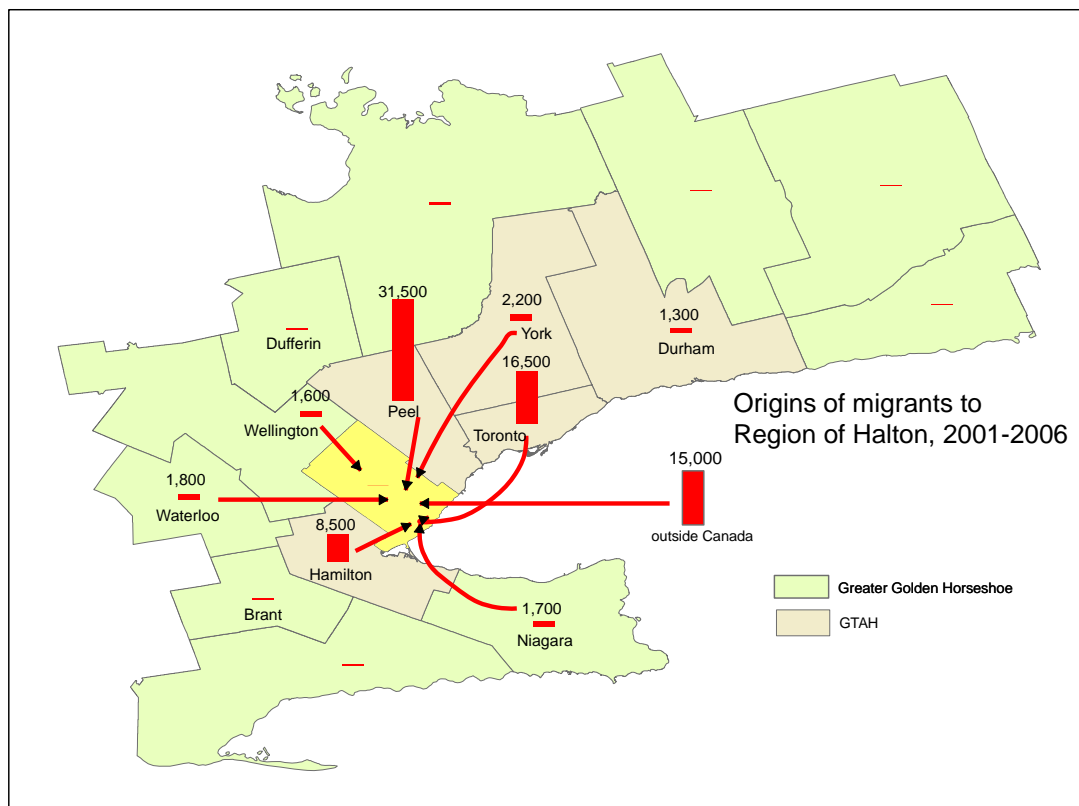 31,500
2,200
York
1,300
Durham
Dufferin
16,500
Peel
Toronto
1,600
Wellington
Origins of migrants to
Region of Halton, 2001-2006
15,000
outside Canada
1,800
Waterloo
8,500
Hamilton
Brant
1,700
Niagara
Greater Golden Horseshoe
GTAH